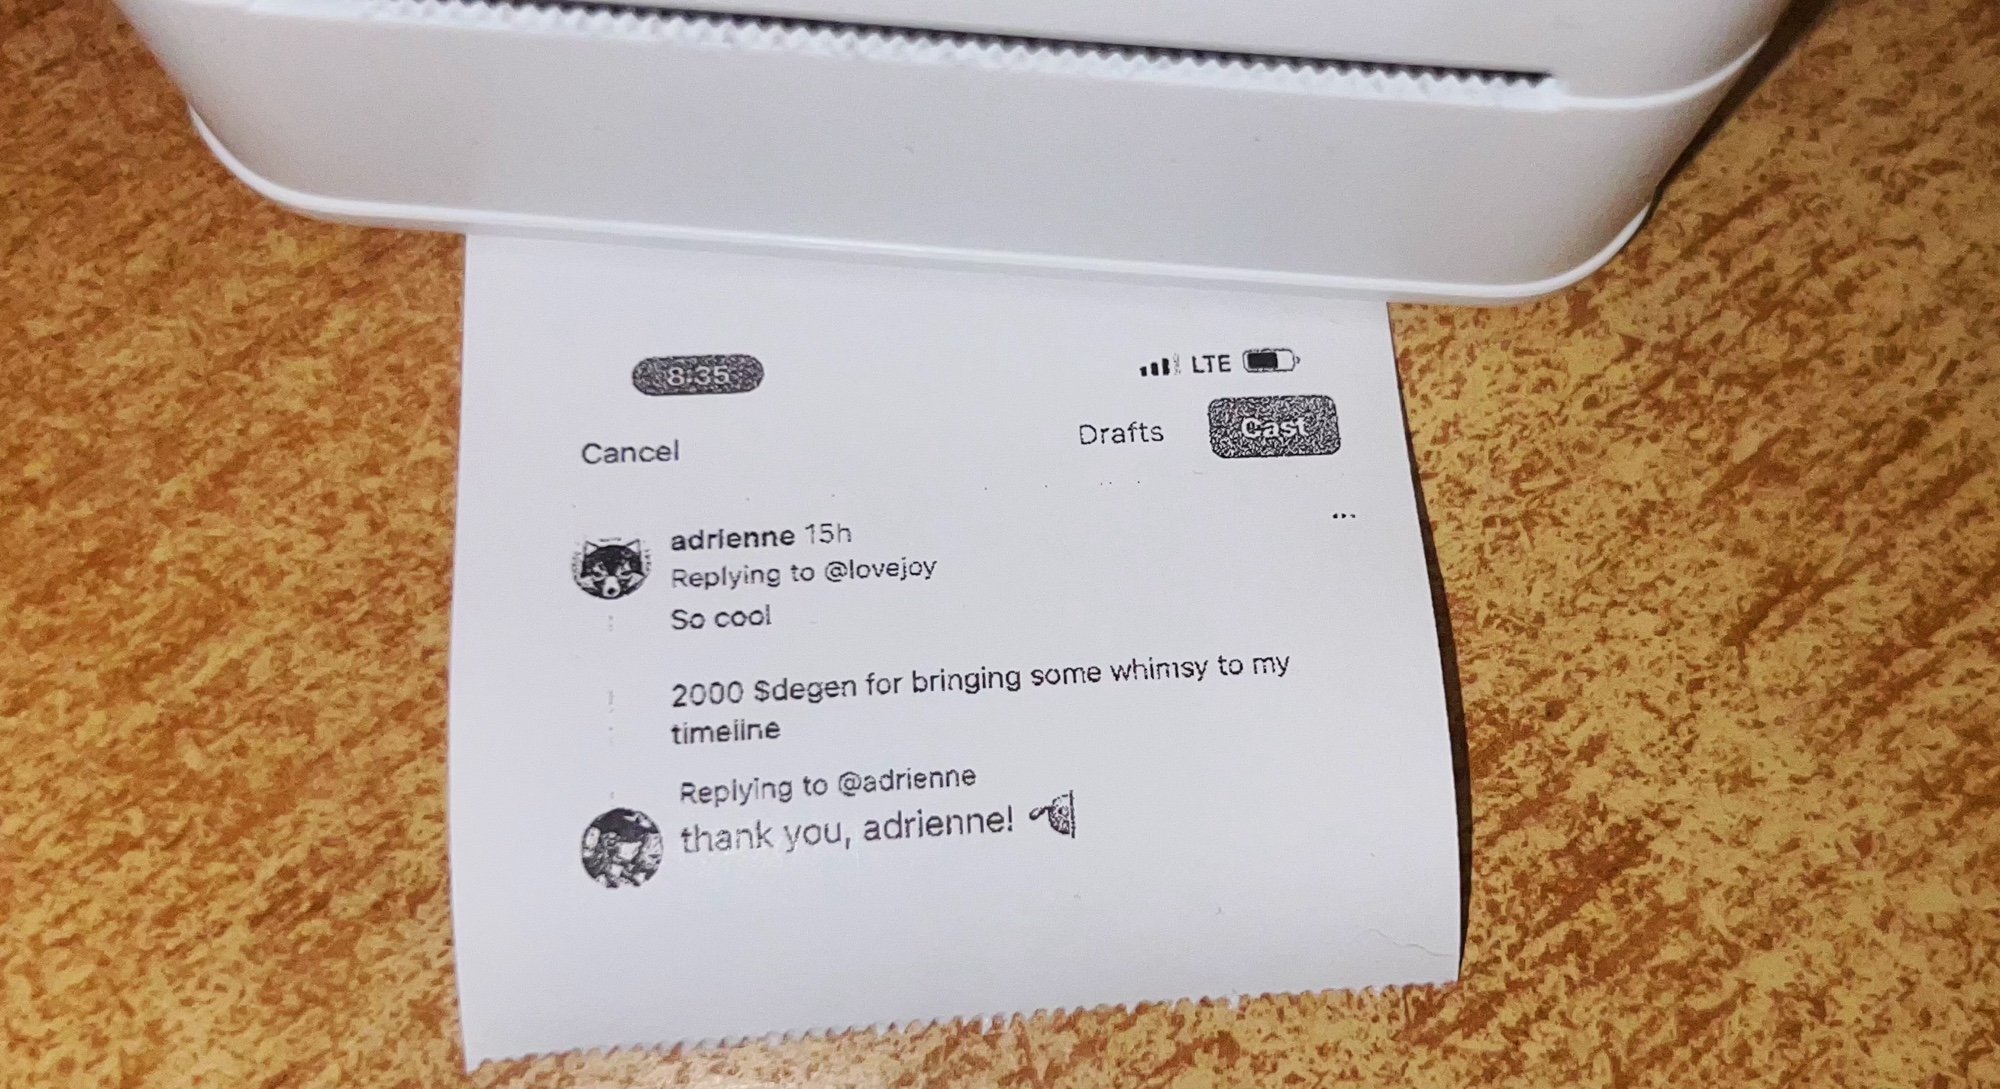 8:35 LTE
Cancel Drafts Cast
adrienne 15h ...
Replying to @lovejoy
So cool
2000 $degen for bringing some whimsy to my
timeline
Replying to @adrienne
thank you, adrienne!